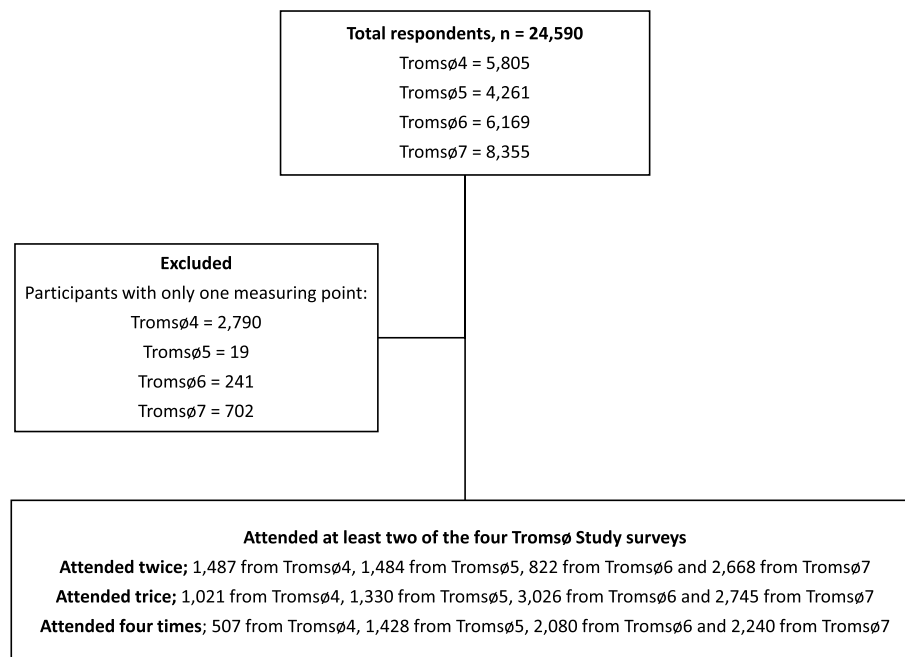 Total respondents, n = 24,590
Tromsø4 = 5,805
Tromsø5 = 4,261
Tromsø6 = 6,169
Tromsø7 = 8,355
Excluded
Participants with only one measuring point:
Tromsø4 = 2,790
Tromsø5 = 19
Tromsø6 = 241
Tromsø7 = 702
Attended at least two of the four Tromsø Study surveys
Attended twice; 1,487 from Tromsø4, 1,484 from Tromsø5, 822 from Tromsø6 and 2,668 from Tromsø7
Attended trice; 1,021 from Tromsø4, 1,330 from Tromsø5, 3,026 from Tromsø6 and 2,745 from Tromsø7
Attended four times; 507 from Tromsø4, 1,428 from Tromsø5, 2,080 from Tromsø6 and 2,240 from Tromsø7